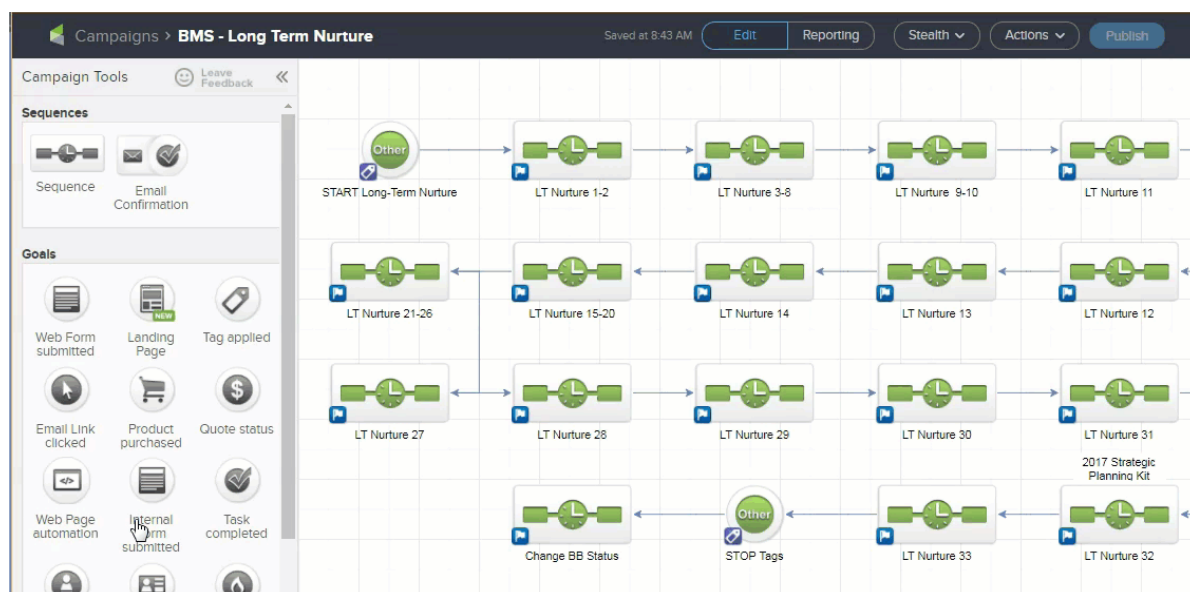 Campaigns > BMS - Long Term Nurture
Saved at 8:43 AM
Edit
Reporting
Stealth
Actions
Publish
Campaign Tools
Leave
Feedback
Sequences
Sequence
Email
Confirmation
Goals
NEW
Web Form
submitted
Landing
Page
Tag applied
Email Link
clicked
Product
purchased
$
Quote status
</>
Web Page
automation
Internal
Form
submitted
Task
completed
Other
START Long-Term Nurture
LT Nurture 1-2
LT Nurture 3-8
LT Nurture 9-10
LT Nurture 11
LT Nurture 21-26
LT Nurture 15-20
LT Nurture 14
LT Nurture 13
LT Nurture 12
LT Nurture 27
LT Nurture 28
LT Nurture 29
LT Nurture 30
LT Nurture 31
2017 Strategic
Planning Kit
Change BB Status
Other
STOP Tags
LT Nurture 33
LT Nurture 32